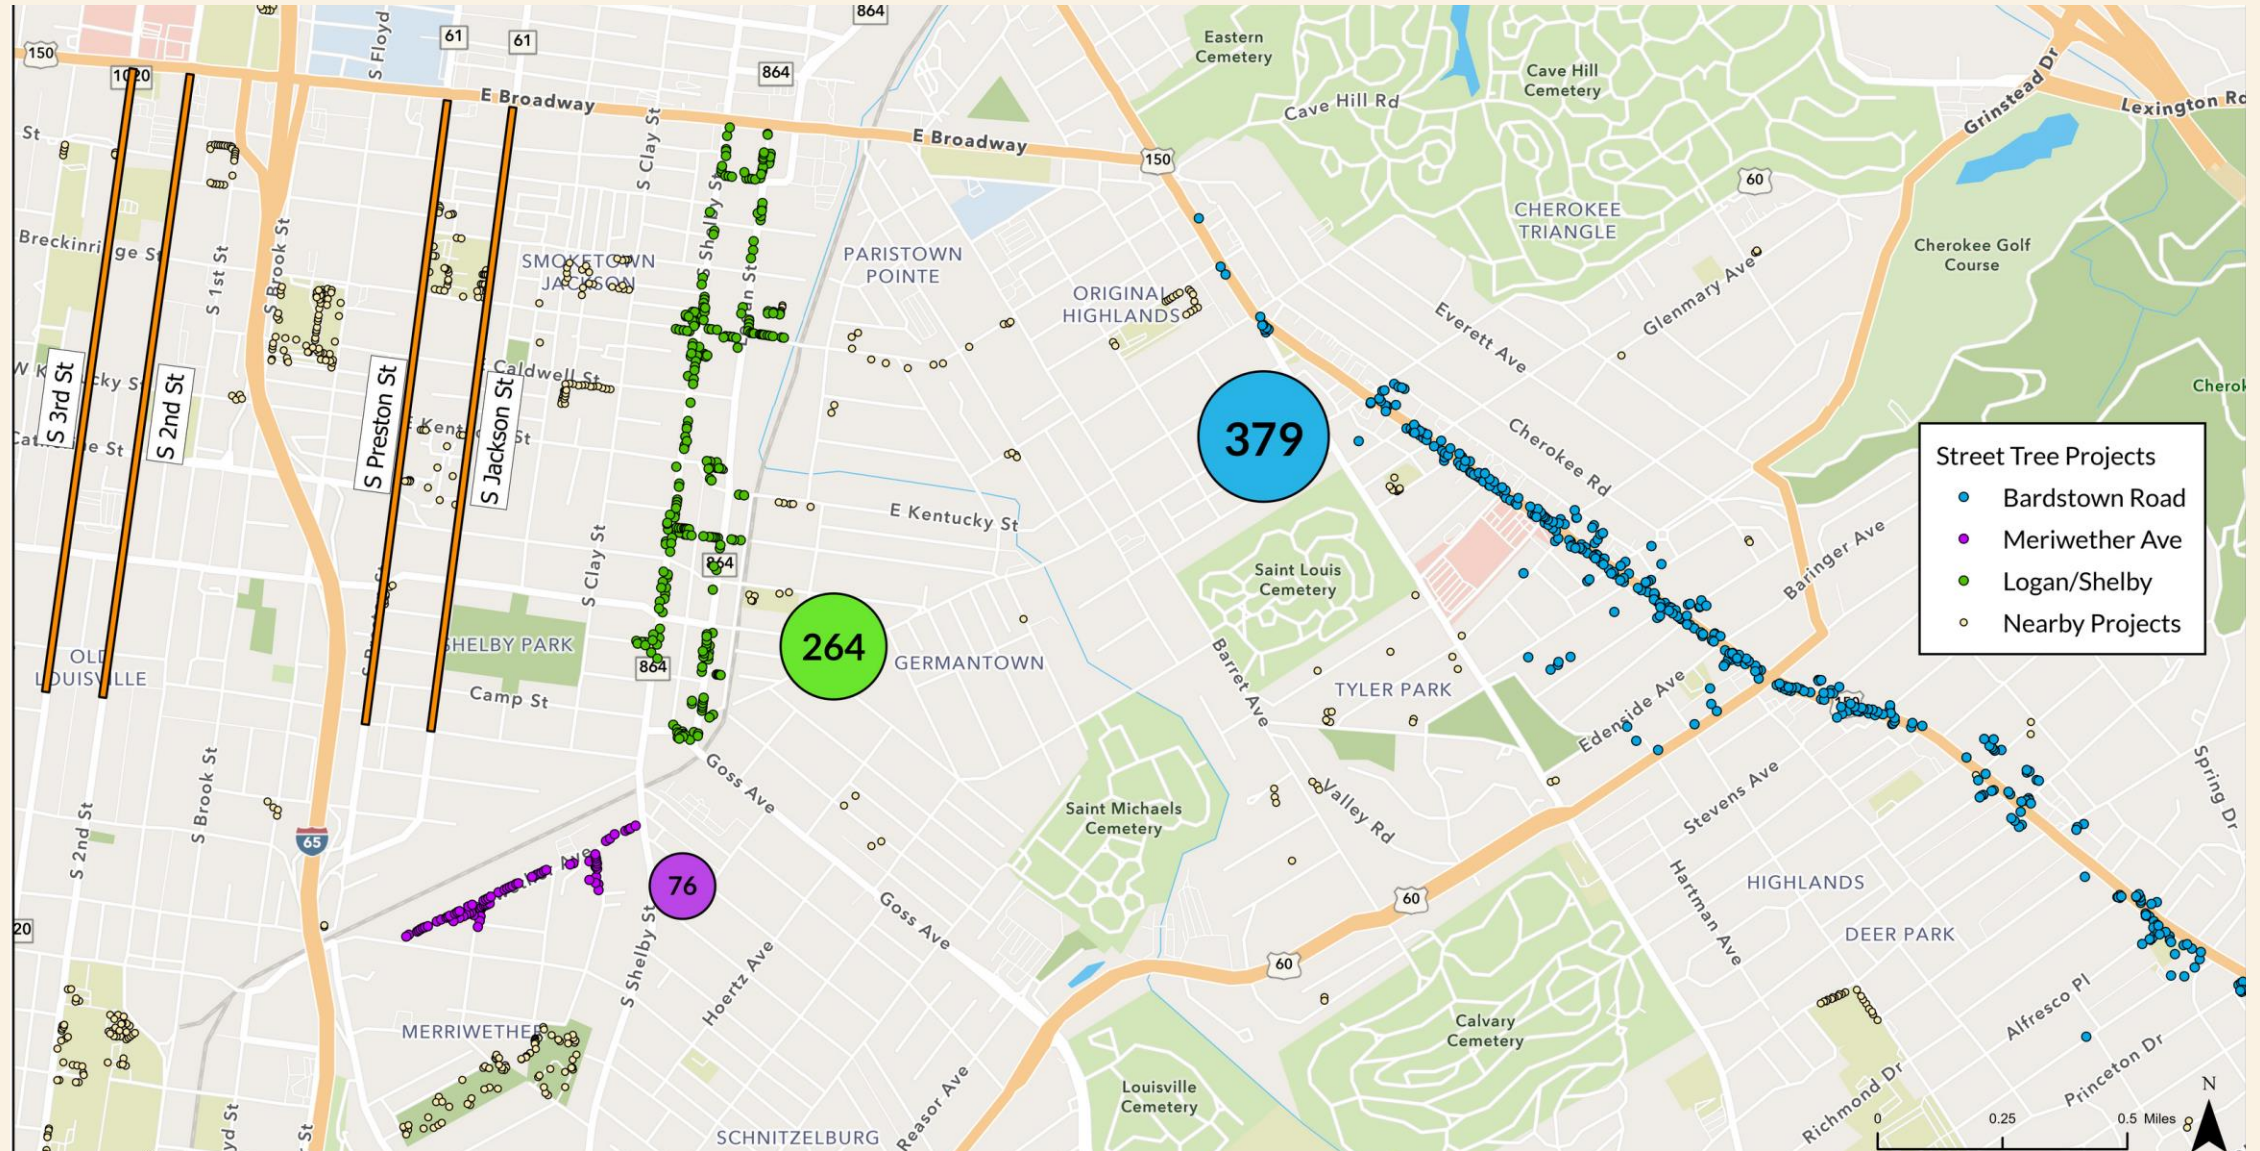 864
61
61
S Floyd
150
1020
864
E Broadway
E Broadway
150
Eastern
Cemetery
Cave Hill
Cemetery
Cave Hill Rd
Grinstead Dr
Lexington Rd
60
St
S Clay St
S Shelby St
CHEROKEE
TRIANGLE
Cherokee Golf
Course
Breckinridge St
S 1st St
S Brook St
SMOKETOWN
JACKSON
PARISTOWN
POINTE
ORIGINAL
HIGHLANDS
Glenmary Ave
Everett Ave
S 3rd St
S 2nd St
S Preston St
S Jackson St
E Caldwell St
379
Cherokee Rd
E Kentucky St
Street Tree Projects
Bardstown Road
Meriwether Ave
Logan/Shelby
Nearby Projects
S Clay St
864
Saint Louis
Cemetery
Baringer Ave
SHELBY PARK
864
264
GERMANTOWN
OLD
LOUISVILLE
Camp St
Barret Ave
TYLER PARK
Edenside Ave
S 2nd St
S Brook St
65
Goss Ave
Saint Michaels
Cemetery
Valley Rd
Stevens Ave
Spring Dr
76
Goss Ave
60
Hartman Ave
HIGHLANDS
DEER PARK
20
S Shelby St
Hoertz Ave
60
MERRIWETHER
Calvary
Cemetery
Alfresco Pl
Princeton Dr
Richmond Dr
Reasor Ave
Louisville
Cemetery
SCHNITZELBURG
N
0
0.25
0.5 Miles